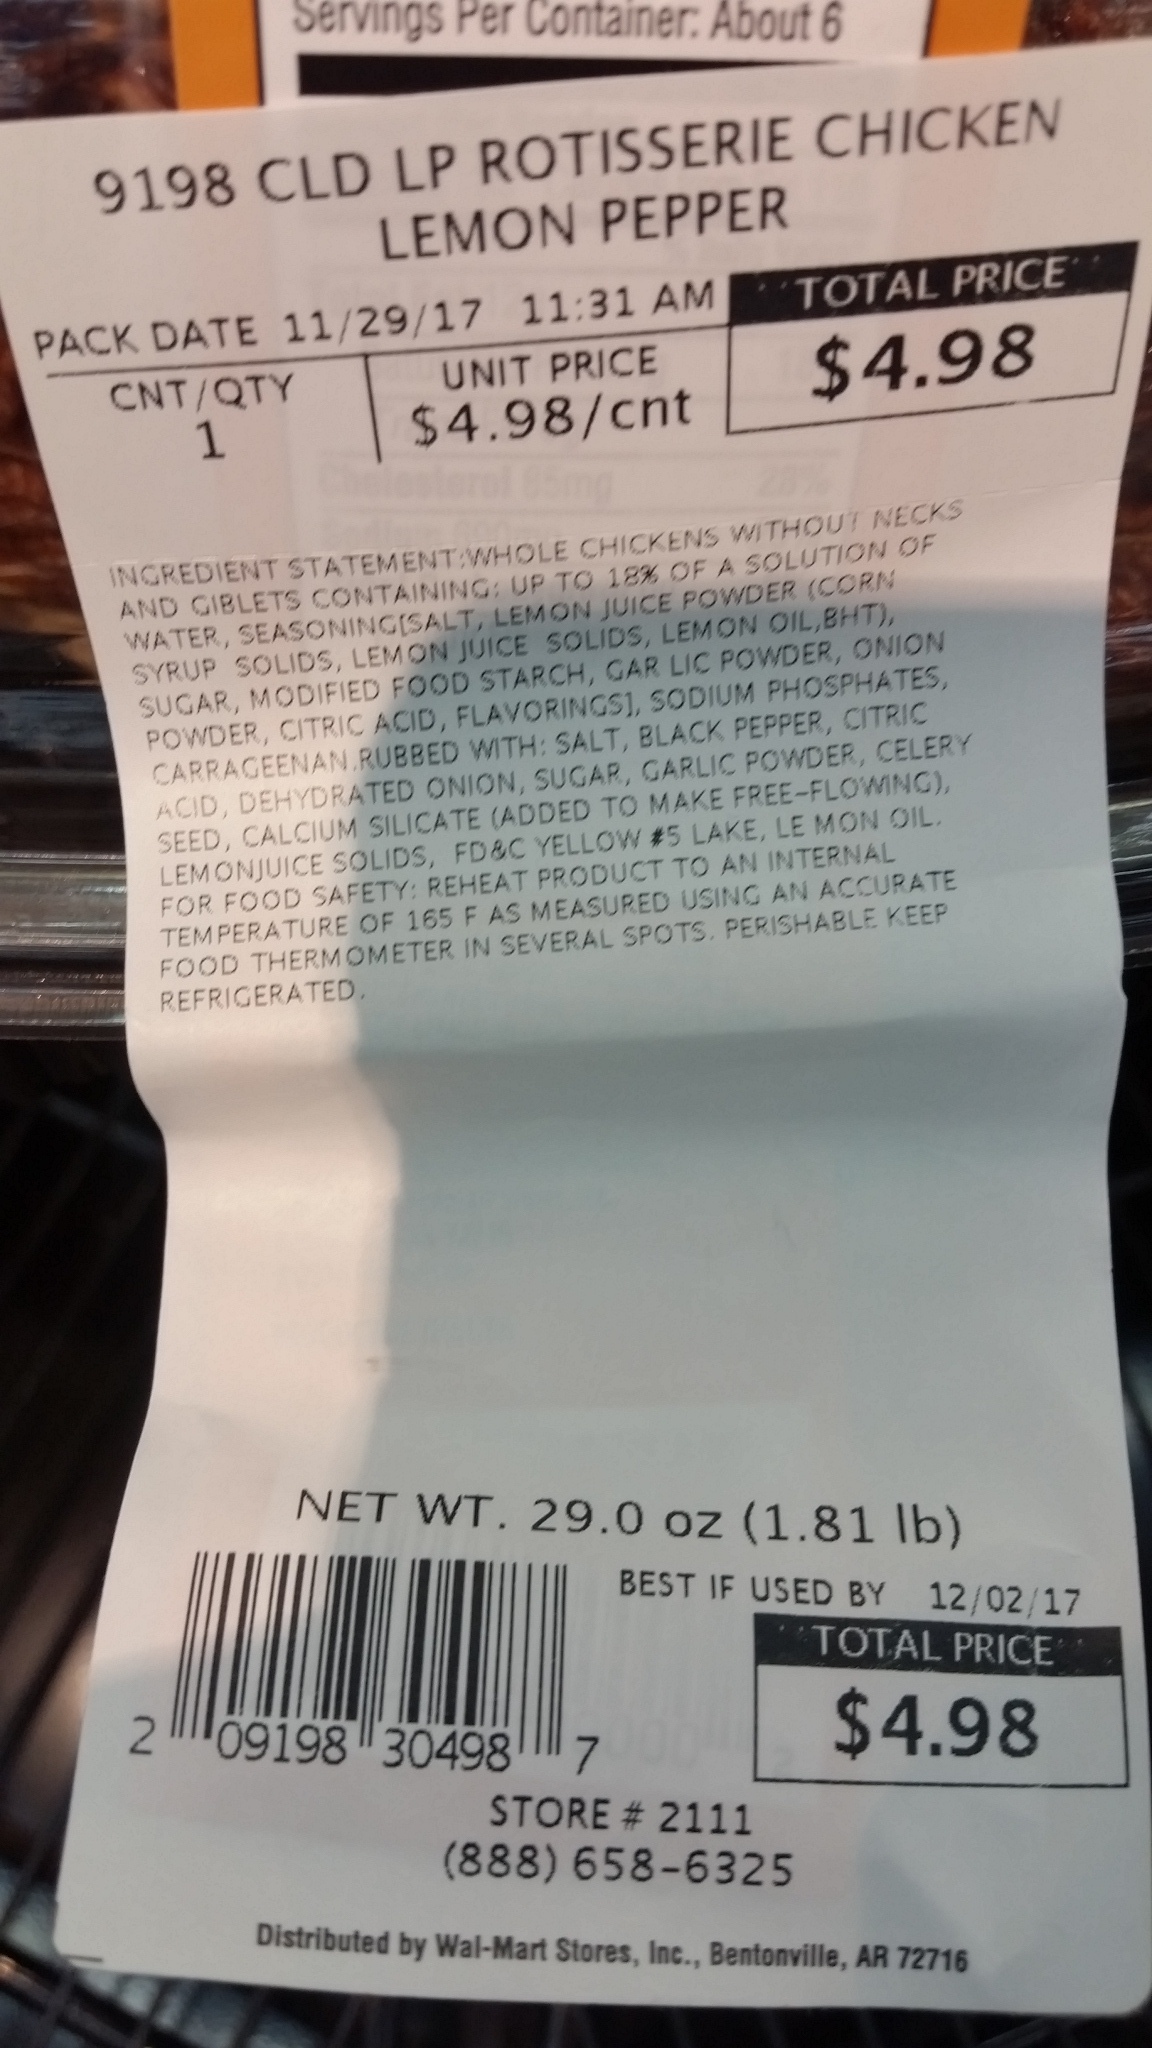 Servings Per Container: About 6
9198 CLD LP ROTISSERIE CHICKEN
LEMON PEPPER
PACK DATE 11/29/17 11:31 AM
TOTAL PRICE
$4.98
CNT/QTY
1
UNIT PRICE
$4.98/cnt
Cholesterol 85mg 28%
Sodium
INGREDIENT STATEMENT:WHOLE CHICKENS WITHOUT NECKS
AND GIBLETS CONTAINING: UP TO 18% OF A SOLUTION OF
WATER, SEASONING[SALT, LEMON JUICE POWDER (CORN
SYRUP SOLIDS, LEMON JUICE SOLIDS, LEMON OIL,BHT),
SUGAR, MODIFIED FOOD STARCH, GAR LIC POWDER, ONION
POWDER, CITRIC ACID, FLAVORINGS], SODIUM PHOSPHATES,
CARRAGEENAN.RUBBED WITH: SALT, BLACK PEPPER, CITRIC
ACID, DEHYDRATED ONION, SUGAR, GARLIC POWDER, CELERY
SEED, CALCIUM SILICATE (ADDED TO MAKE FREE-FLOWING),
LEMONJUICE SOLIDS, FD&C YELLOW #5 LAKE, LE MON OIL.
FOR FOOD SAFETY: REHEAT PRODUCT TO AN INTERNAL
TEMPERATURE OF 165 F AS MEASURED USING AN ACCURATE
FOOD THERMOMETER IN SEVERAL SPOTS. PERISHABLE KEEP
REFRIGERATED.
NET WT. 29.0 oz (1.81 lb)
BEST IF USED BY 12/02/17
TOTAL PRICE
$4.98
2 09198 30498 7
STORE # 2111
(888) 658-6325
Distributed by Wal-Mart Stores, Inc., Bentonville, AR 72716